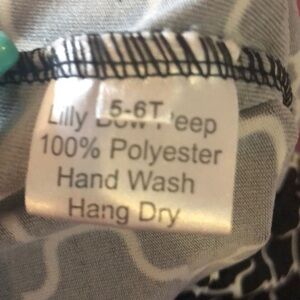 5-6T
Lilly Bow Peep
100% Polyester
Hand Wash
Hang Dry